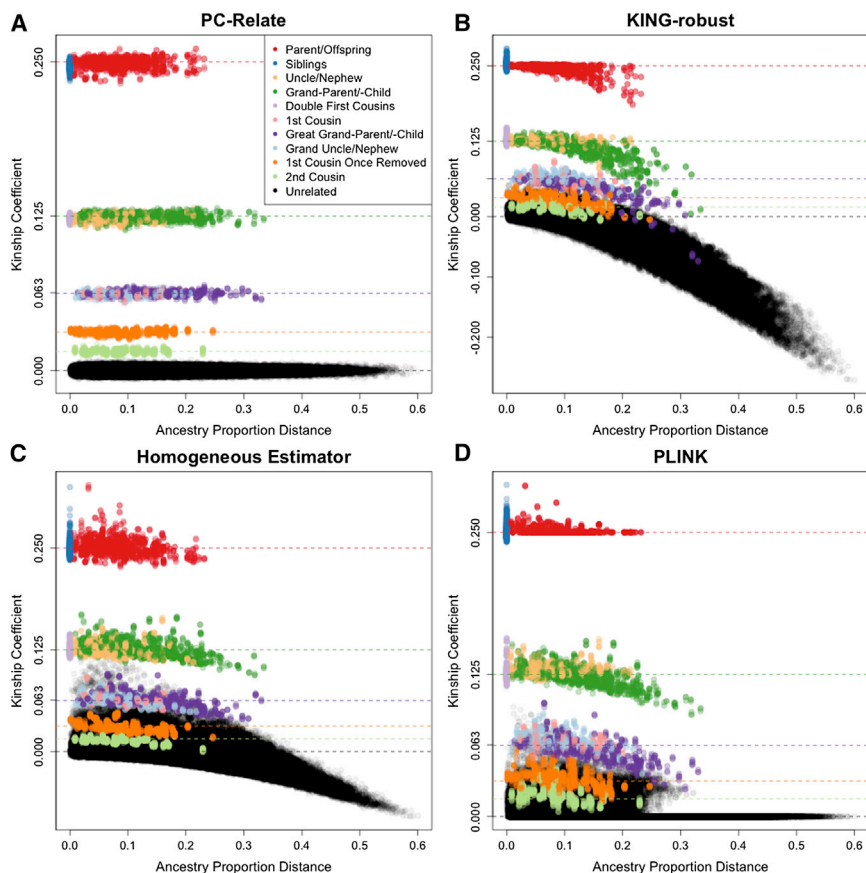 A
PC-Relate
Kinship Coefficient
0.250
0.125
0.063
0.000
Parent/Offspring
Siblings
Uncle/Nephew
Grand-Parent/-Child
Double First Cousins
1st Cousin
Great Grand-Parent/-Child
Grand Uncle/Nephew
1st Cousin Once Removed
2nd Cousin
Unrelated
0.0 0.1 0.2 0.3 0.4 0.5 0.6
Ancestry Proportion Distance
B
KING-robust
Kinship Coefficient
0.250
0.125
0.000
-0.100
-0.200
0.0 0.1 0.2 0.3 0.4 0.5 0.6
Ancestry Proportion Distance
C
Homogeneous Estimator
Kinship Coefficient
0.250
0.125
0.063
0.000
0.0 0.1 0.2 0.3 0.4 0.5 0.6
Ancestry Proportion Distance
D
PLINK
Kinship Coefficient
0.250
0.125
0.063
0.000
0.0 0.1 0.2 0.3 0.4 0.5 0.6
Ancestry Proportion Distance